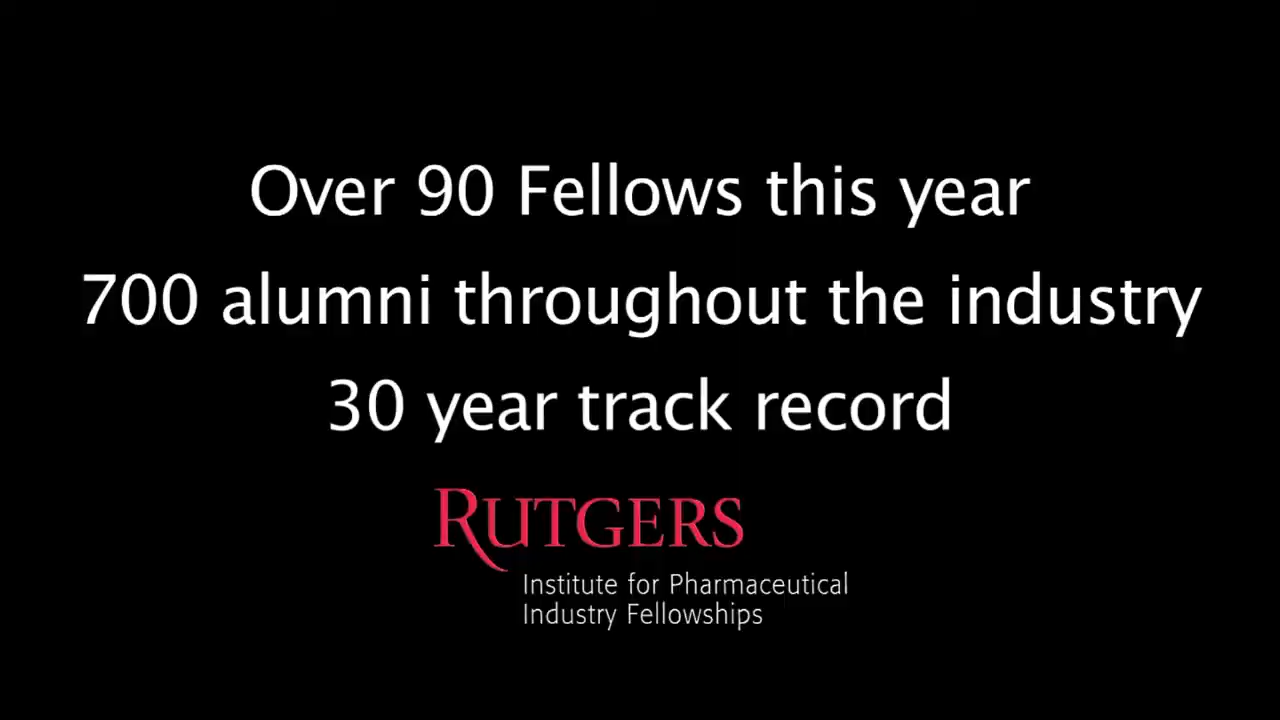 Over 90 Fellows this year
700 alumni throughout the industry
30 year track record
RUTGERS
Institute for Pharmaceutical
Industry Fellowships